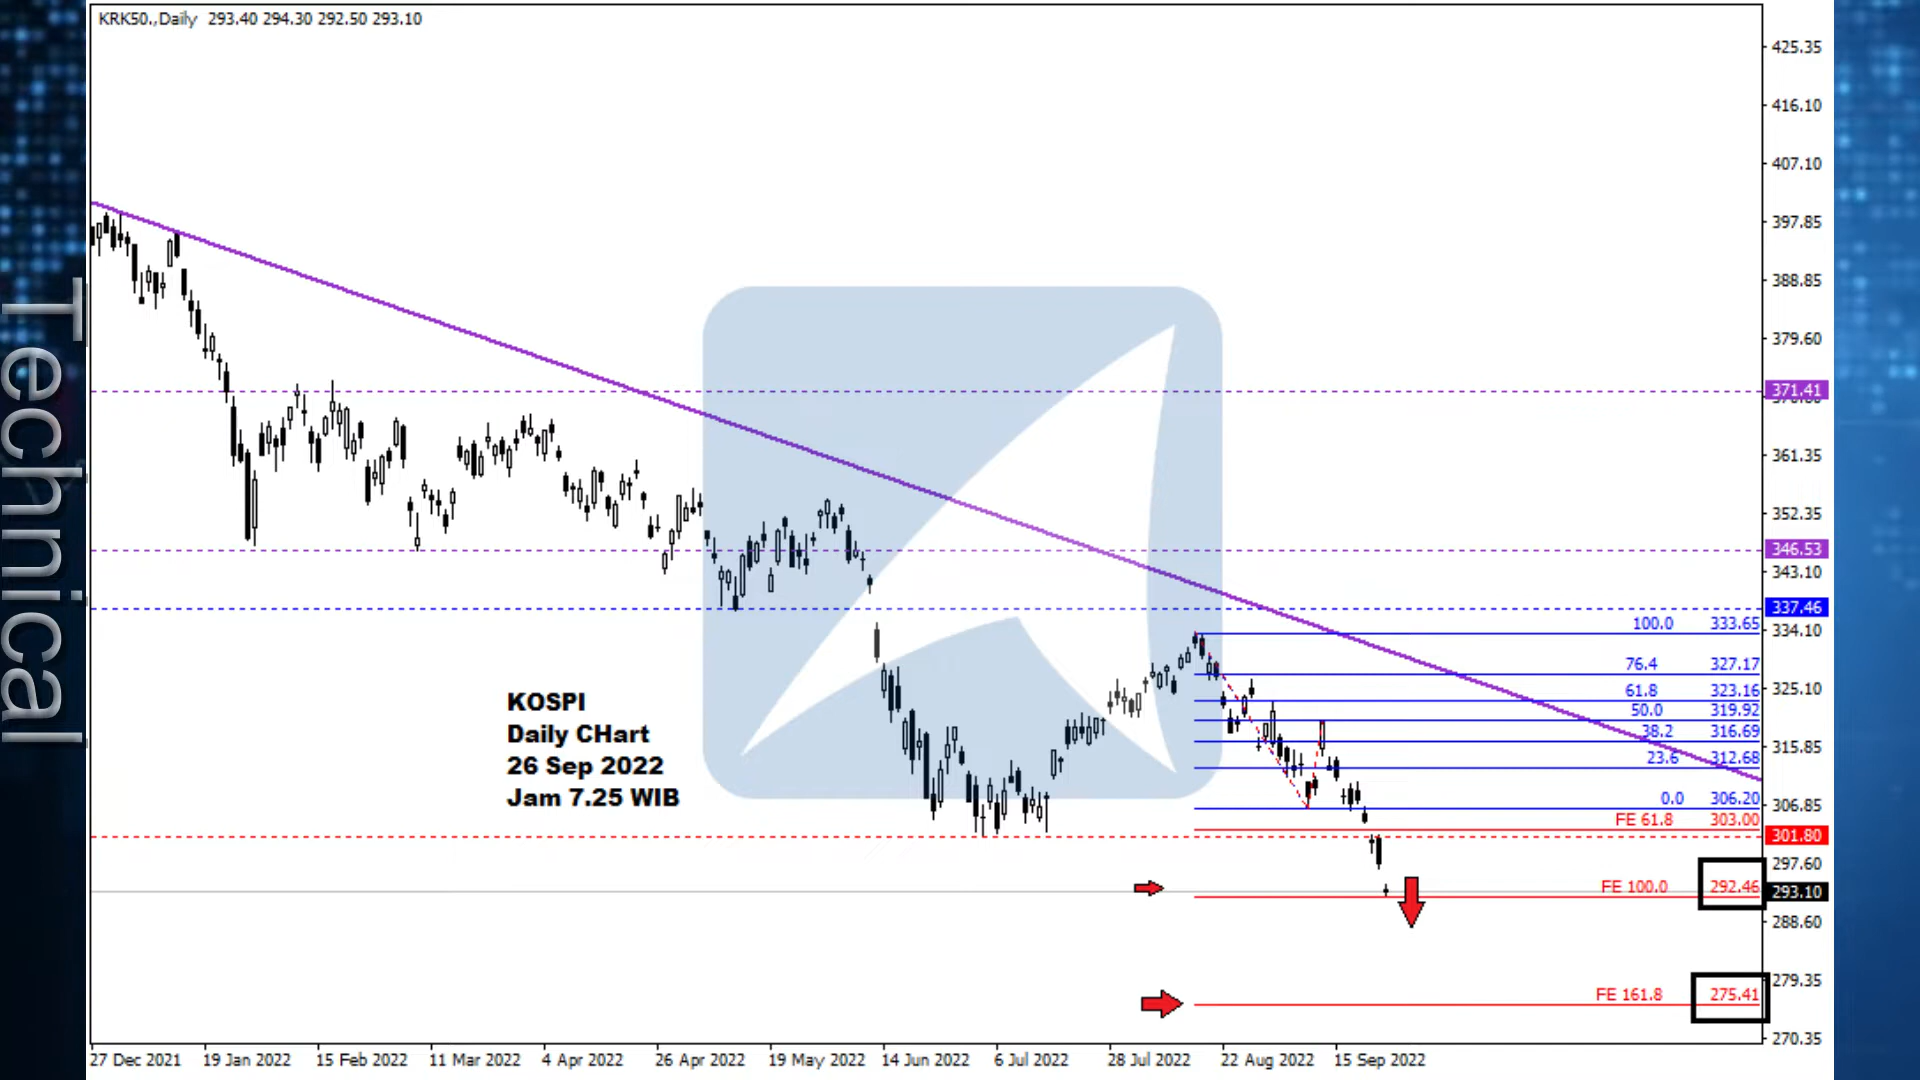 KRK50.,Daily 293.40 294.30 292.50 293.10
Technical
425.35
416.10
407.10
397.85
388.85
379.60
371.41
361.35
352.35
346.53
343.10
337.46
334.10
325.10
315.85
306.85
301.80
297.60
293.10
288.60
279.35
270.35
100.0 333.65
76.4 327.17
61.8 323.16
50.0 319.92
38.2 316.69
23.6 312.68
0.0 306.20
FE 61.8 303.00
FE 100.0 292.46
FE 161.8 275.41
KOSPI
Daily CHart
26 Sep 2022
Jam 7.25 WIB
27 Dec 2021 19 Jan 2022 15 Feb 2022 11 Mar 2022 4 Apr 2022 26 Apr 2022 19 May 2022 14 Jun 2022 6 Jul 2022 28 Jul 2022 22 Aug 2022 15 Sep 2022